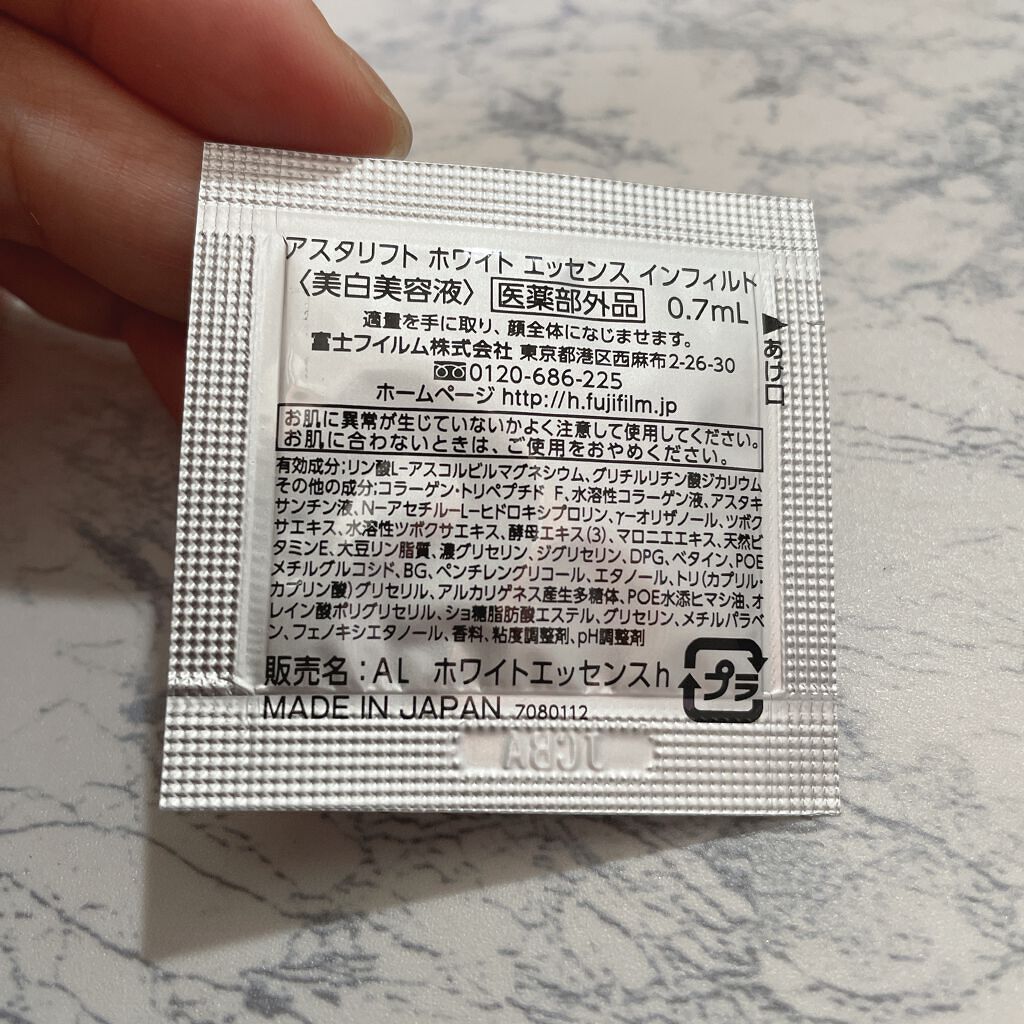 アスタリフト ホワイト エッセンス インフィルト
〈美白美容液〉 医薬部外品 0.7mL
あけ口
適量を手に取り、顔全体になじませます。
富士フイルム株式会社 東京都港区西麻布2-26-30
0120-686-225
ホームページ http://h.fujifilm.jp
お肌に異常が生じていないかよく注意して使用してください。
お肌に合わないときは、ご使用をおやめください。
有効成分:リン酸L-アスコルビルマグネシウム、グリチルリチン酸ジカリウム
その他の成分:コラーゲン・トリペプチド F、水溶性コラーゲン液、アスタキ
サンチン液、N-アセチル-L-ヒドロキシプロリン、γ-オリザノール、ツボク
サエキス、水溶性ツボクサエキス、酵母エキス(3)、マロニエエキス、天然ビ
タミンE、大豆リン脂質、濃グリセリン、ジグリセリン、DPG、ベタイン、POE
メチルグルコシド、BG、ペンチレングリコール、エタノール、トリ(カプリル・
カプリン酸)グリセリル、アルカリゲネス産生多糖体、POE水添ヒマシ油、オ
レイン酸ポリグリセリル、ショ糖脂肪酸エステル、グリセリン、メチルパラベ
ン、フェノキシエタノール、香料、粘度調整剤、pH調整剤
販売名:AL ホワイトエッセンスh
プラ
MADE IN JAPAN 7080112